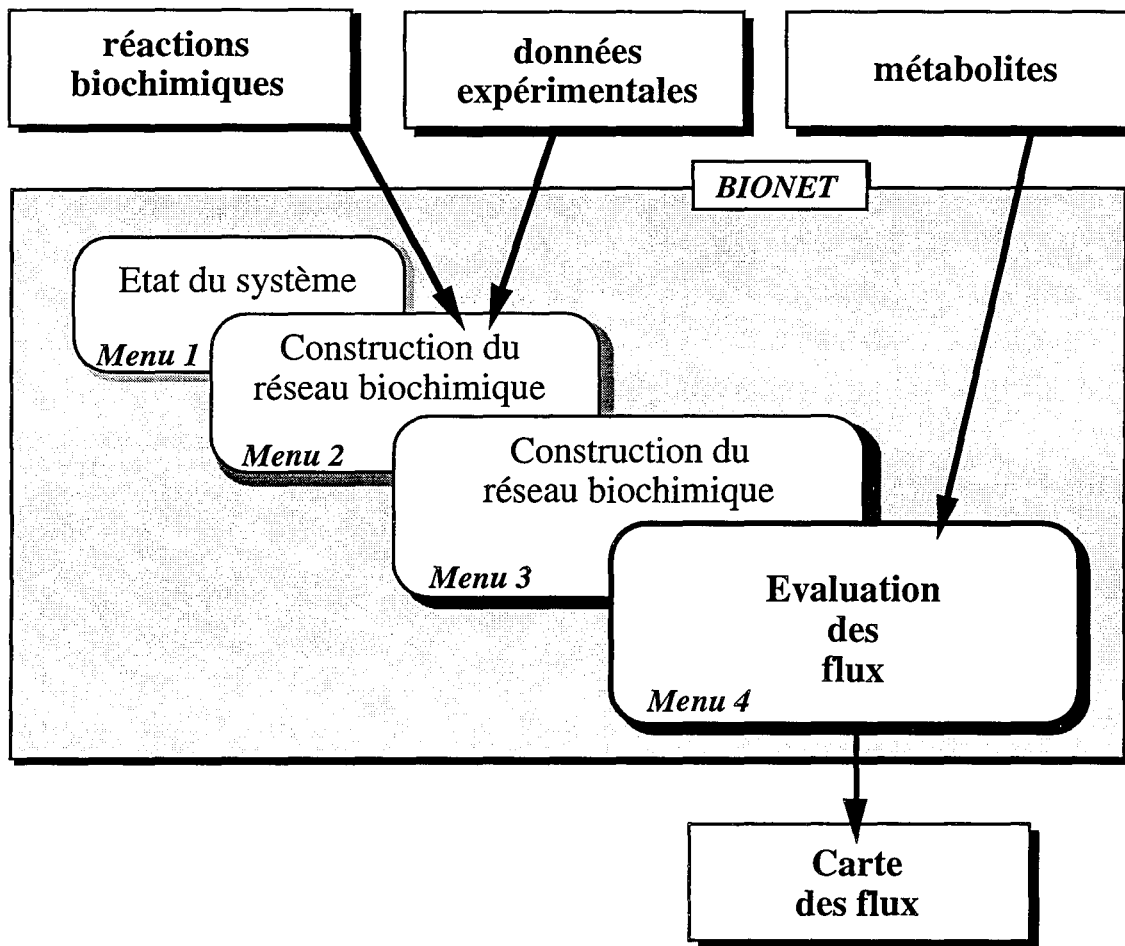 réactions
biochimiques
données
expérimentales
métabolites
BIONET
Etat du système
Menu 1
Construction du
réseau biochimique
Menu 2
Construction du
réseau biochimique
Menu 3
Evaluation
des
flux
Menu 4
Carte
des flux